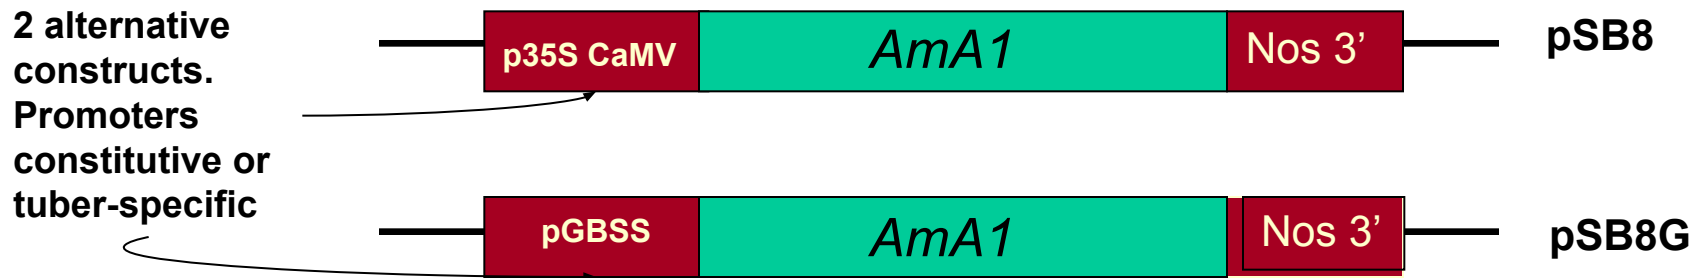 2 alternative
constructs.
Promoters
constitutive or
tuber-specific
p35S CaMV AmA1 Nos 3’ pSB8
pGBSS AmA1 Nos 3’ pSB8G